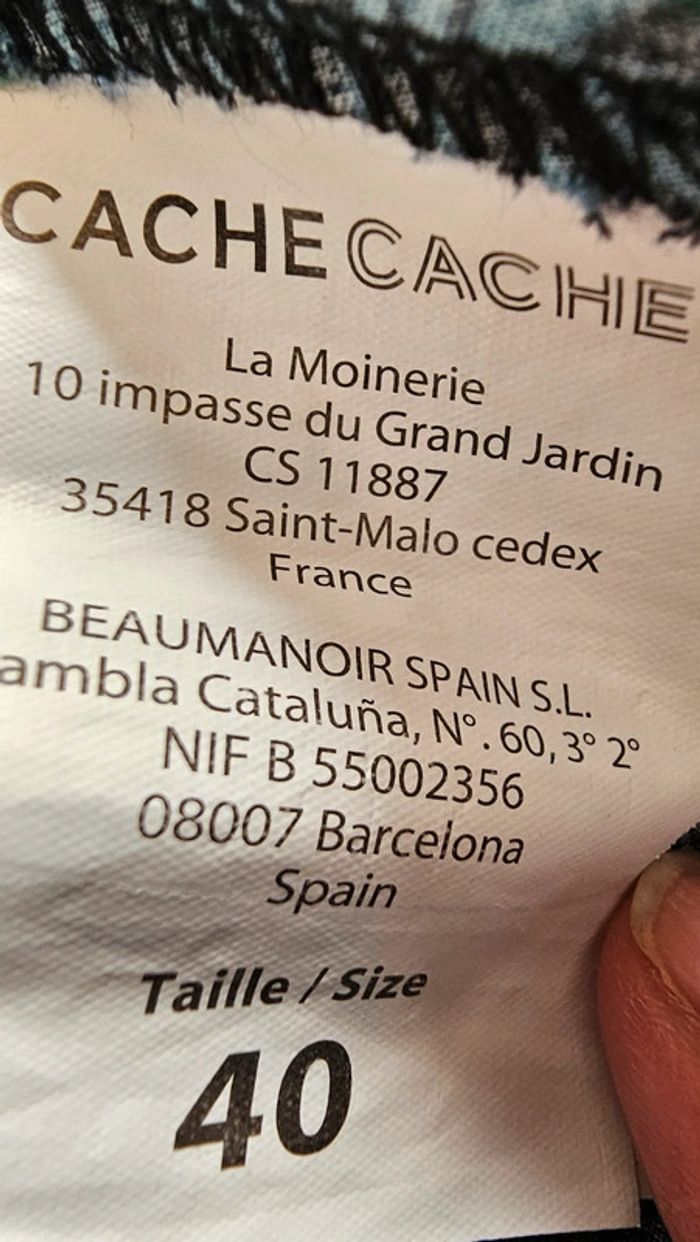 CACHE CACHE
La Moinerie
10 impasse du Grand Jardin
CS 11887
35418 Saint-Malo cedex
France
BEAUMANOIR SPAIN S.L.
ambla Cataluña, N°. 60, 3° 2°
NIF B 55002356
08007 Barcelona
Spain
Taille / Size
40